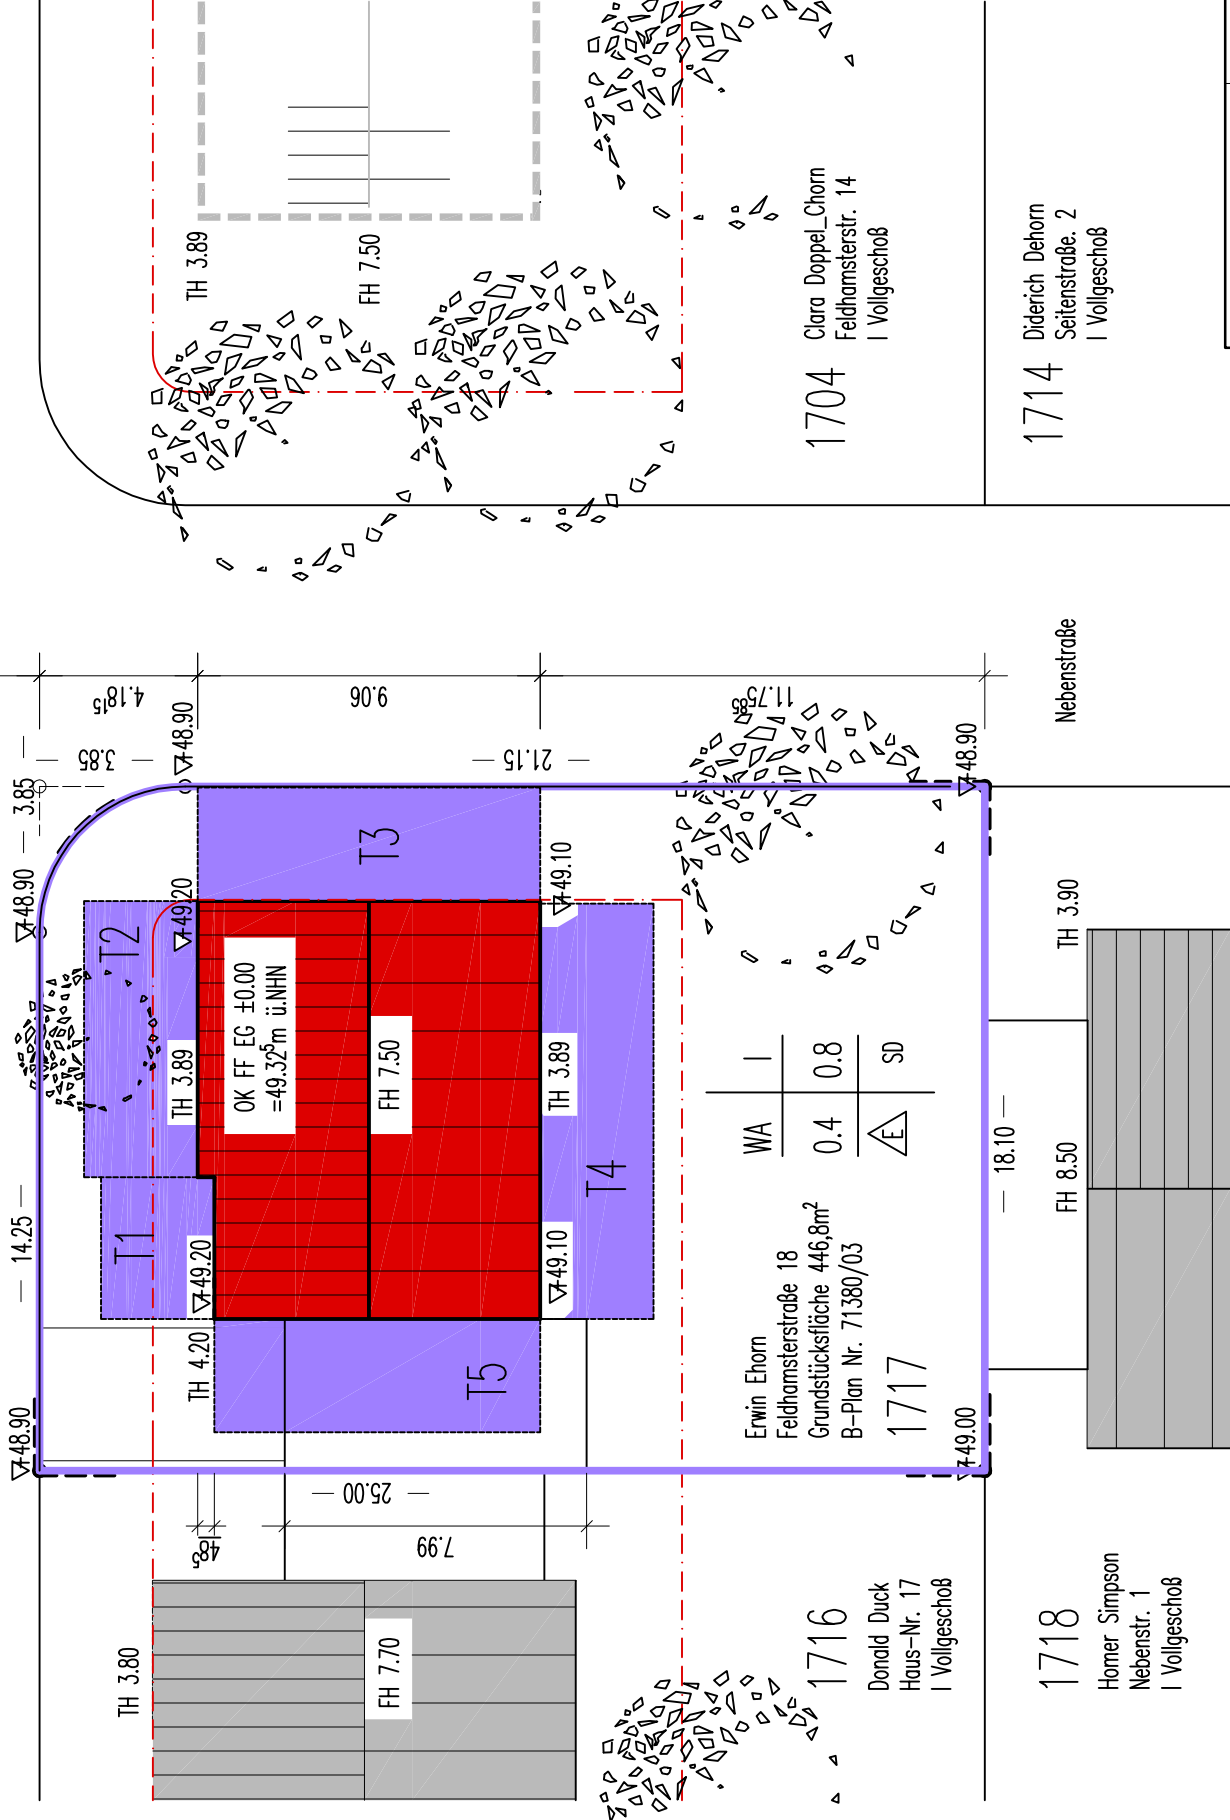 TH 3.89
FH 7.50
1704
Clara Doppel_Chorn
Feldhamsterstr. 14
I Vollgeschoß
1714
Diderich Dehorn
Seitenstraße. 2
I Vollgeschoß
Nebenstraße
4.18¹⁵
9.06
11.75⁸⁵
3.85
21.15
3.85
+48.90
+48.90
+48.90
+48.90
+49.00
14.25
18.10
25.00
7.99
48⁵
T1
T2
T3
T4
T5
+49.20
+49.20
+49.10
+49.10
TH 3.89
OK FF EG ±0.00
=49.32⁵m ü.NHN
FH 7.50
TH 3.89
TH 4.20
WA
I
0.4
0.8
E
SD
Erwin Ehorn
Feldhamsterstraße 18
Grundstücksfläche 446,8m²
B-Plan Nr. 71380/03
1717
TH 3.90
FH 8.50
TH 3.80
FH 7.70
1716
Donald Duck
Haus-Nr. 17
I Vollgeschoß
1718
Homer Simpson
Nebenstr. 1
I Vollgeschoß